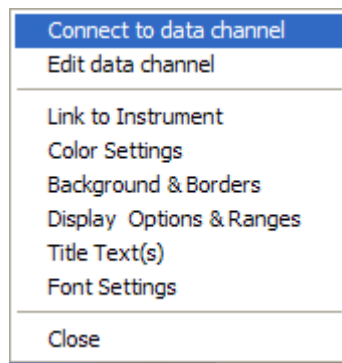 Connect to data channel
Edit data channel
Link to Instrument
Color Settings
Background & Borders
Display  Options & Ranges
Title Text(s)
Font Settings
Close